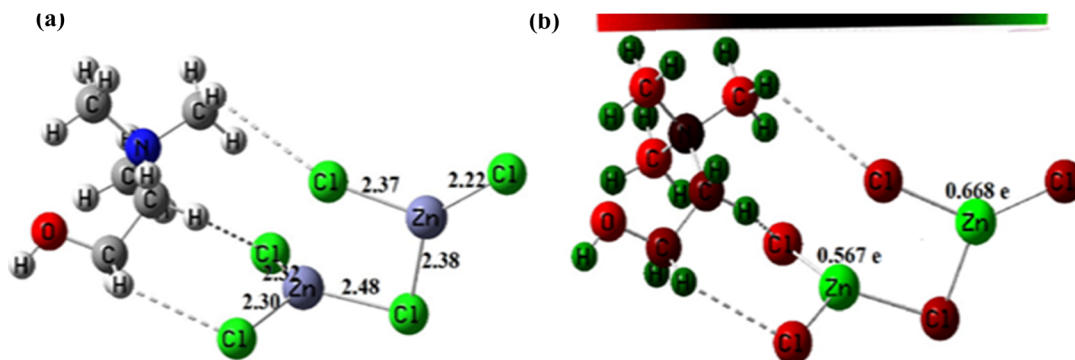 (a)
(b)
H H H C C H H H N H
H C H C H
Cl 2.37 2.22 Cl Zn
O H C H
Cl 2.32 Zn 2.38
2.30 2.48 Cl
Cl
H H H C C H H H
H C H C H H
H O C H H
Cl 0.668 e Cl Zn
Cl 0.567 e Zn
Cl Cl